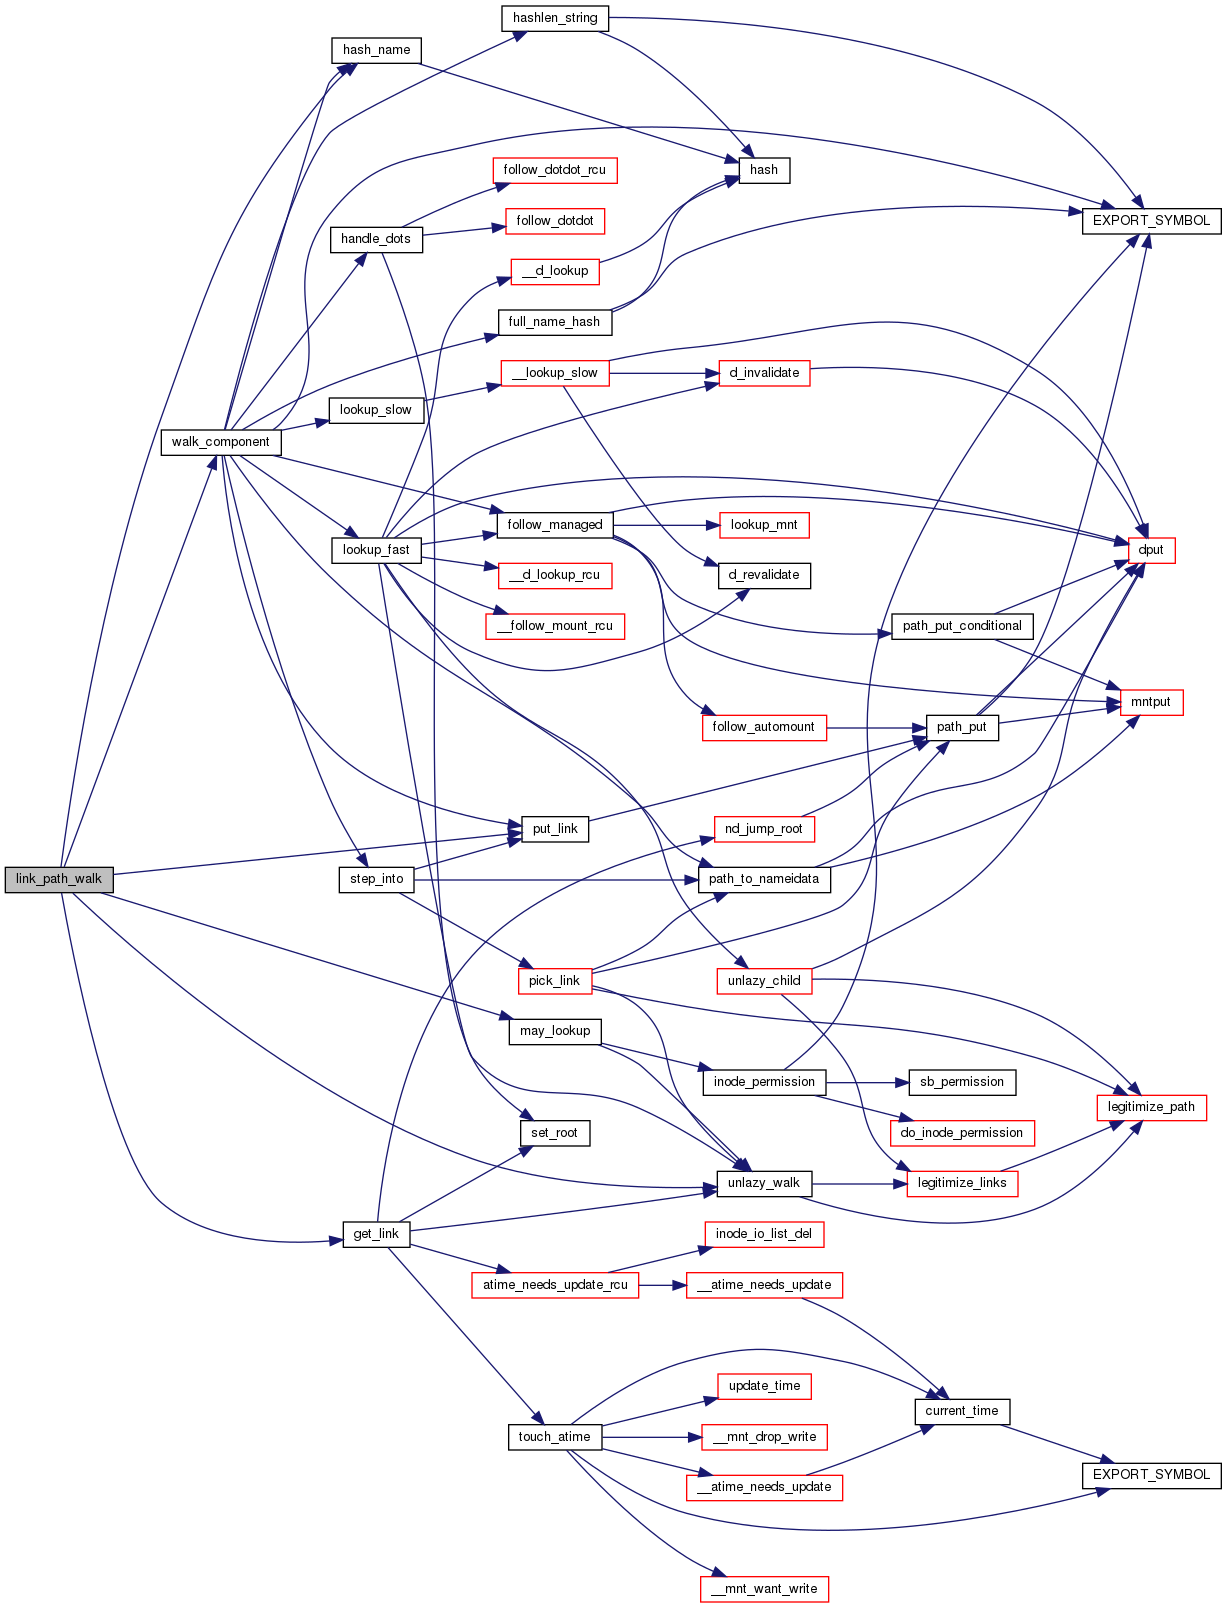 hashlen_string
hash_name
hash
follow_dotdot_rcu
follow_dotdot
EXPORT_SYMBOL
handle_dots
__d_lookup
full_name_hash
__lookup_slow
d_invalidate
lookup_slow
walk_component
follow_managed
lookup_mnt
lookup_fast
dput
__d_lookup_rcu
d_revalidate
__follow_mount_rcu
path_put_conditional
mntput
follow_automount
path_put
put_link
nd_jump_root
link_path_walk
step_into
path_to_nameidata
pick_link
unlazy_child
may_lookup
inode_permission
sb_permission
legitimize_path
set_root
do_inode_permission
unlazy_walk
legitimize_links
get_link
inode_io_list_del
atime_needs_update_rcu
__atime_needs_update
update_time
current_time
touch_atime
__mnt_drop_write
__atime_needs_update
EXPORT_SYMBOL
__mnt_want_write